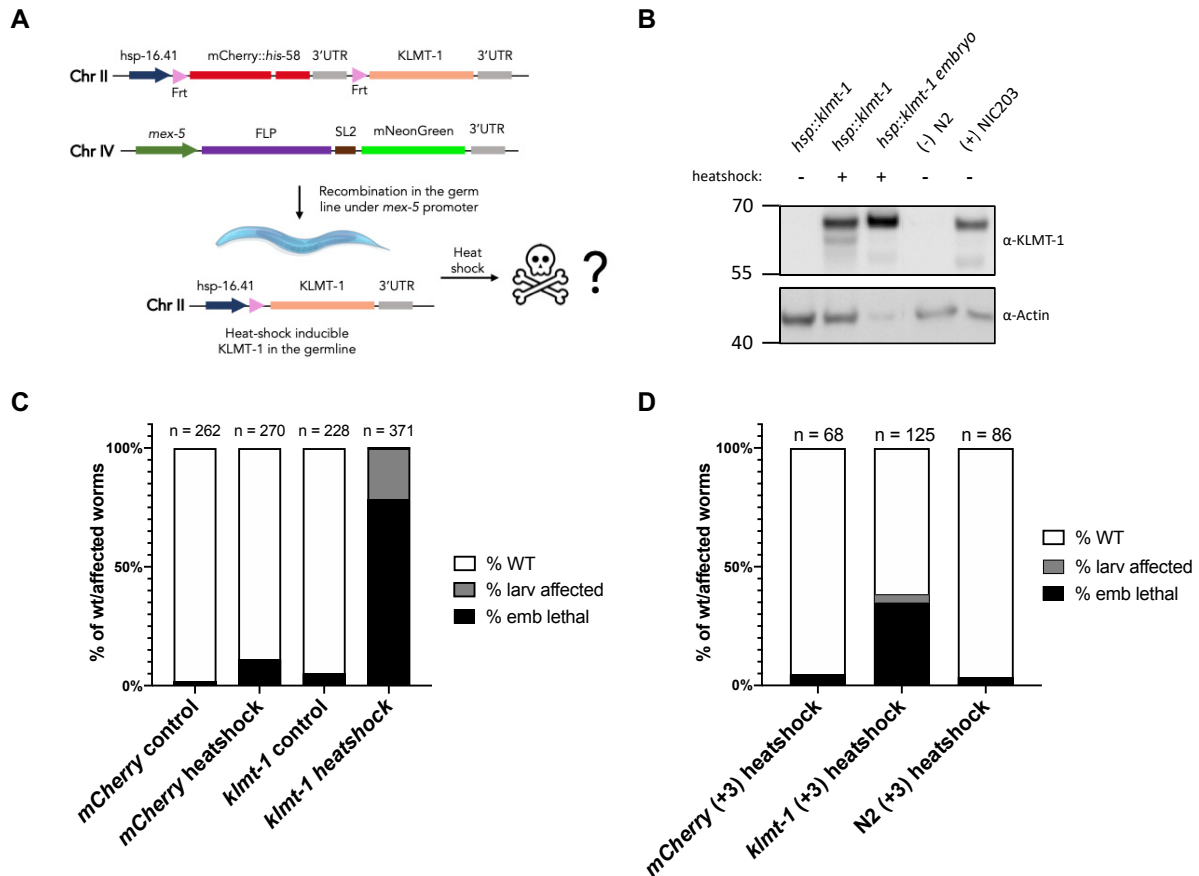 A
hsp-16.41 mCherry::his-58 3'UTR KLMT-1 3'UTR
Chr II
Frt Frt
mex-5 FLP SL2 mNeonGreen 3'UTR
Chr IV
Recombination in the germ
line under mex-5 promoter
Heat
shock
?
hsp-16.41 KLMT-1 3'UTR
Chr II
Heat-shock inducible
KLMT-1 in the germline
B
hsp::klmt-1
hsp::klmt-1
hsp::klmt-1 embryo
(-) N2
(+) NIC203
heatshock: - + + - -
70
55
α-KLMT-1
40
α-Actin
C
n = 262 n = 270 n = 228 n = 371
100%
50%
0%
% of wt/affected worms
% WT
% larv affected
% emb lethal
mCherry control
mCherry heatshock
klmt-1 control
klmt-1 heatshock
D
n = 68 n = 125 n = 86
100%
50%
0%
% of wt/affected worms
% WT
% larv affected
% emb lethal
mCherry (+3) heatshock
klmt-1 (+3) heatshock
N2 (+3) heatshock